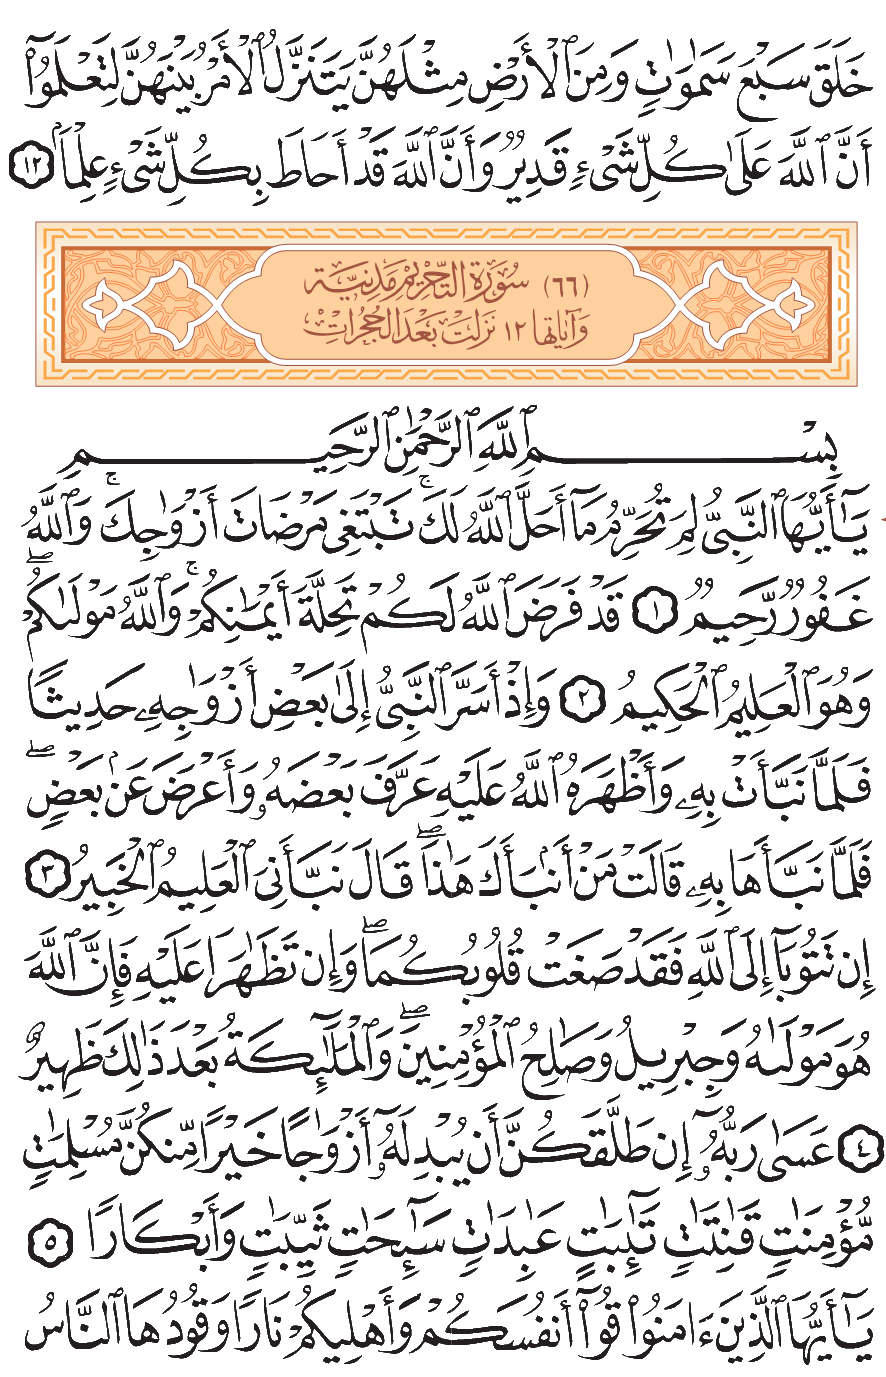 خَلَقَ سَبْعَ سَمَٰوَٰتٍ وَمِنَ ٱلْأَرْضِ مِثْلَهُنَّ يَتَنَزَّلُ ٱلْأَمْرُ بَيْنَهُنَّ لِتَعْلَمُوٓا۟
أَنَّ ٱللَّهَ عَلَىٰ كُلِّ شَىْءٍ قَدِيرٌ وَأَنَّ ٱللَّهَ قَدْ أَحَاطَ بِكُلِّ شَىْءٍ عِلْمًۢا ١٢
(٦٦) سُورَةُ التَّحْرِيْمِ مَدَنِيَّة
وَآيَاتُهَا ١٢ نَزَلَتْ بَعْدَ الْحُجُرَاتِ
بِسْمِ ٱللَّهِ ٱلرَّحْمَٰنِ ٱلرَّحِيمِ
يَٰٓأَيُّهَا ٱلنَّبِىُّ لِمَ تُحَرِّمُ مَآ أَحَلَّ ٱللَّهُ لَكَ ۖ تَبْتَغِى مَرْضَاتَ أَزْوَٰجِكَ ۚ وَٱللَّهُ
غَفُورٌ رَّحِيمٌ ١ قَدْ فَرَضَ ٱللَّهُ لَكُمْ تَحِلَّةَ أَيْمَٰنِكُمْ ۚ وَٱللَّهُ مَوْلَىٰكُمْ ۖ
وَهُوَ ٱلْعَلِيمُ ٱلْحَكِيمُ ٢ وَإِذْ أَسَرَّ ٱلنَّبِىُّ إِلَىٰ بَعْضِ أَزْوَٰجِهِۦ حَدِيثًا
فَلَمَّا نَبَّأَتْ بِهِۦ وَأَظْهَرَهُ ٱللَّهُ عَلَيْهِ عَرَّفَ بَعْضَهُۥ وَأَعْرَضَ عَنۢ بَعْضٍ ۖ
فَلَمَّا نَبَّأَهَا بِهِۦ قَالَتْ مَنْ أَنۢبَأَكَ هَٰذَا ۖ قَالَ نَبَّأَنِىَ ٱلْعَلِيمُ ٱلْخَبِيرُ ٣
إِن تَتُوبَآ إِلَى ٱللَّهِ فَقَدْ صَغَتْ قُلُوبُكُمَا ۖ وَإِن تَظَٰهَرَا عَلَيْهِ فَإِنَّ ٱللَّهَ
هُوَ مَوْلَىٰهُ وَجِبْرِيلُ وَصَٰلِحُ ٱلْمُؤْمِنِينَ ۖ وَٱلْمَلَٰٓئِكَةُ بَعْدَ ذَٰلِكَ ظَهِيرٌ
٤ عَسَىٰ رَبُّهُۥٓ إِن طَلَّقَكُنَّ أَن يُبْدِلَهُۥٓ أَزْوَٰجًا خَيْرًا مِّنكُنَّ مُسْلِمَٰتٍ
مُّؤْمِنَٰتٍ قَٰنِتَٰتٍ تَٰٓئِبَٰتٍ عَٰبِدَٰتٍ سَٰٓئِحَٰتٍ ثَيِّبَٰتٍ وَأَبْكَارًا ٥
يَٰٓأَيُّهَا ٱلَّذِينَ ءَامَنُوا۟ قُوٓا۟ أَنفُسَكُمْ وَأَهْلِيكُمْ نَارًا وَقُودُهَا ٱلنَّاسُ